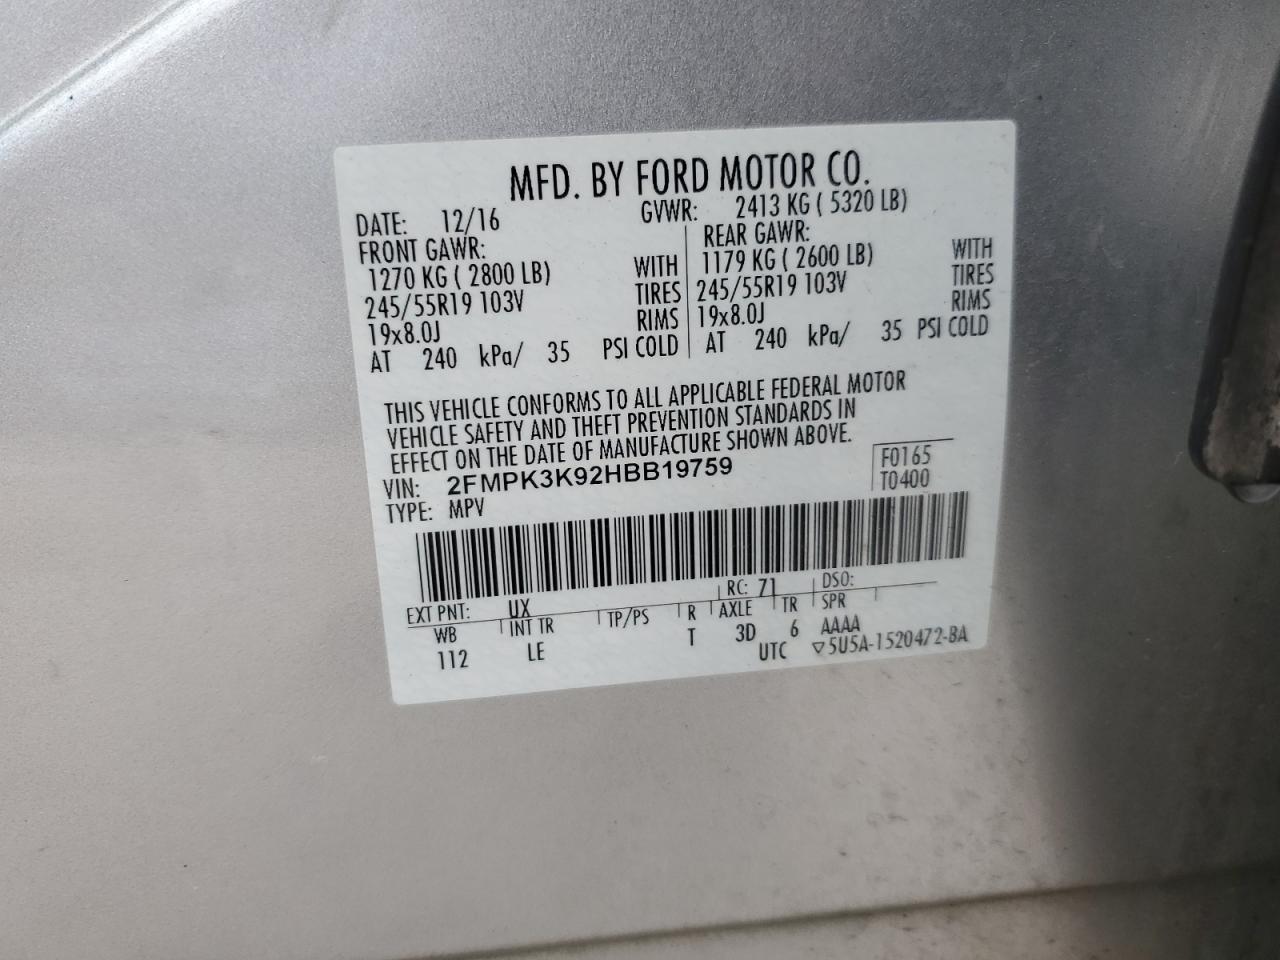 MFD. BY FORD MOTOR CO.
DATE: 12/16 GVWR: 2413 KG ( 5320 LB)
FRONT GAWR: REAR GAWR:
1270 KG ( 2800 LB) WITH 1179 KG ( 2600 LB) WITH
245/55R19 103V TIRES 245/55R19 103V TIRES
19x8.0J RIMS 19x8.0J RIMS
AT 240 kPa/ 35 PSI COLD AT 240 kPa/ 35 PSI COLD
THIS VEHICLE CONFORMS TO ALL APPLICABLE FEDERAL MOTOR
VEHICLE SAFETY AND THEFT PREVENTION STANDARDS IN
EFFECT ON THE DATE OF MANUFACTURE SHOWN ABOVE.
VIN: 2FMPK3K92HBB19759 F0165
TYPE: MPV T0400
EXT PNT: UX RC: 71 DSO:
WB INT TR TP/PS R AXLE TR SPR
112 LE T 3D 6 AAAA
UTC ▽5U5A-1520472-BA